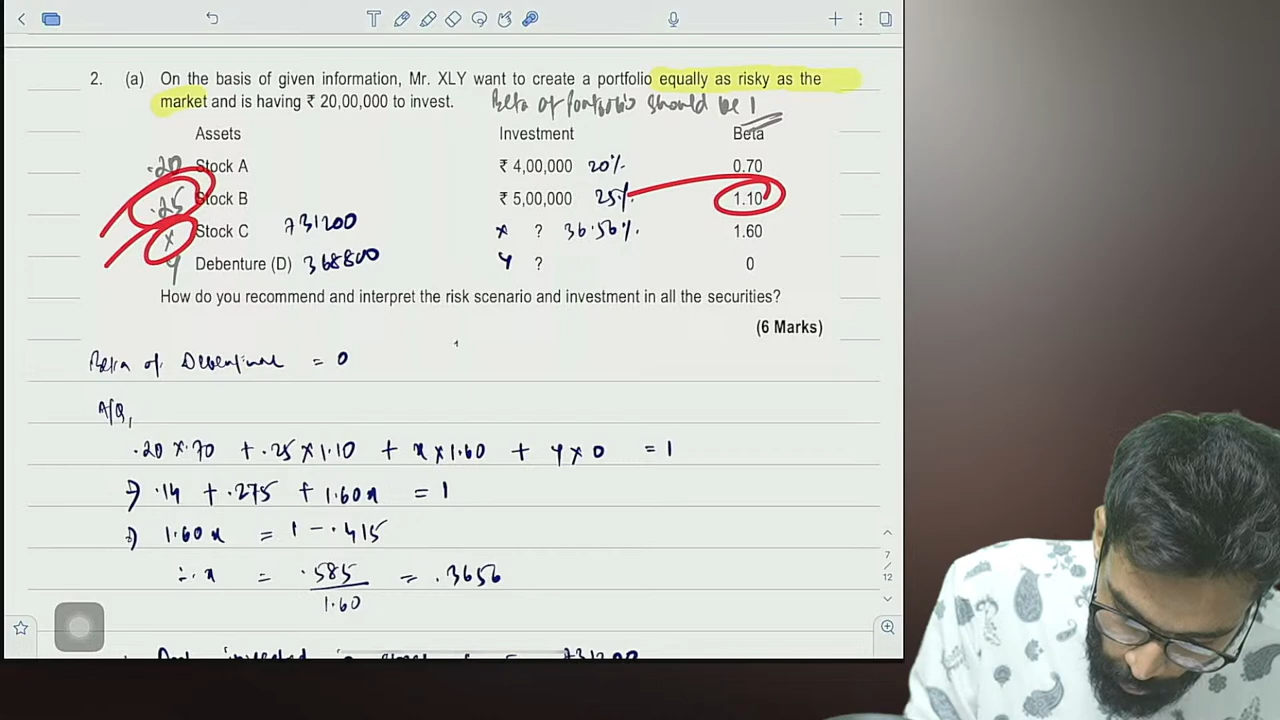 2. (a) On the basis of given information, Mr. XLY want to create a portfolio equally as risky as the
market and is having ₹ 20,00,000 to invest. Beta of Portfolio should be 1
Assets Investment Beta
.20 Stock A ₹ 4,00,000 20% 0.70
.25 Stock B ₹ 5,00,000 25% 1.10
x Stock C 731200 x ? 36.56% 1.60
y Debenture (D) 368800 y ? 0
How do you recommend and interpret the risk scenario and investment in all the securities?
(6 Marks)
Beta of Debenture = 0
A/Q,
.20 x .70 + .25 x 1.10 + x x 1.60 + y x 0 = 1
⇒ .14 + .275 + 1.60x = 1
⇒ 1.60x = 1 - .415
∴ x = .585 = .3656
1.60
7
/
12